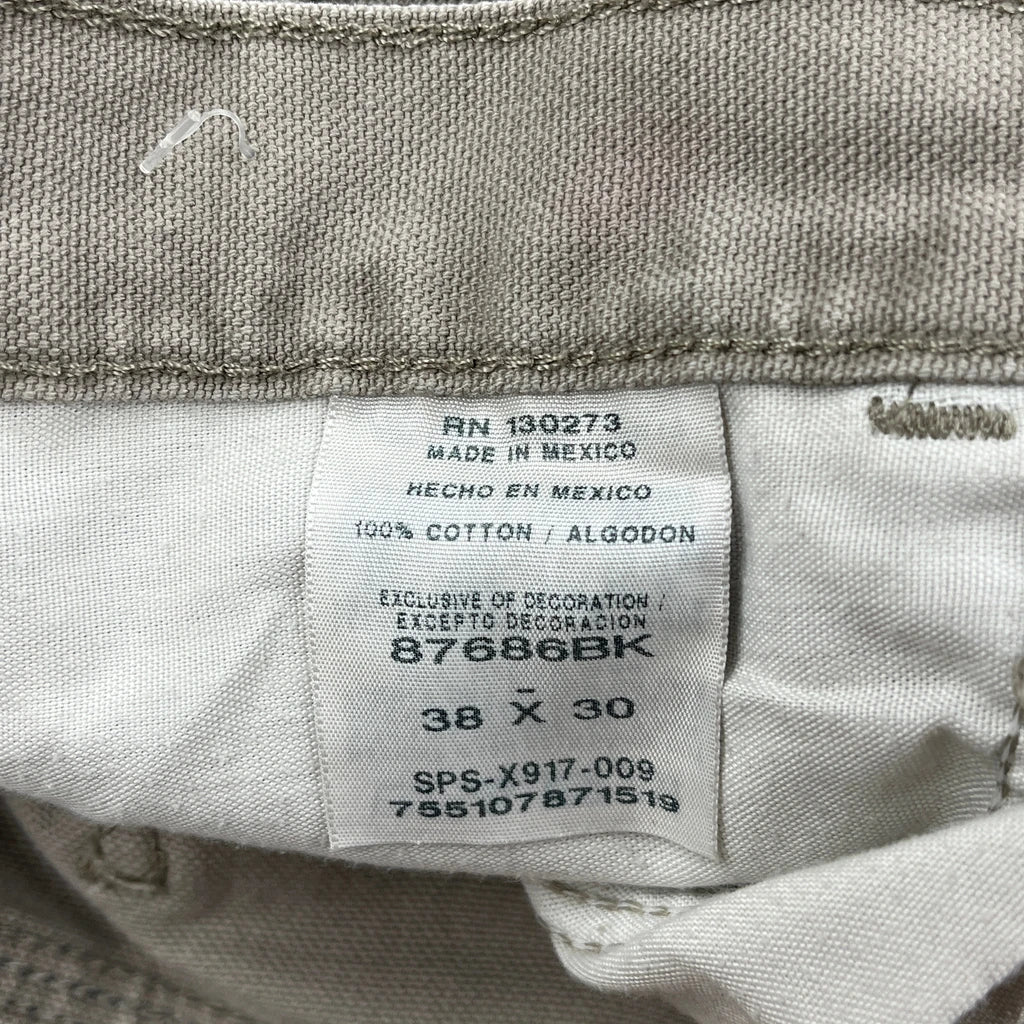 RN 130273
MADE IN MEXICO
HECHO EN MEXICO
100% COTTON / ALGODON
EXCLUSIVE OF DECORATION /
EXCEPTO DECORACION
87686BK
38 X 30
SPS-X917-009
755107871519